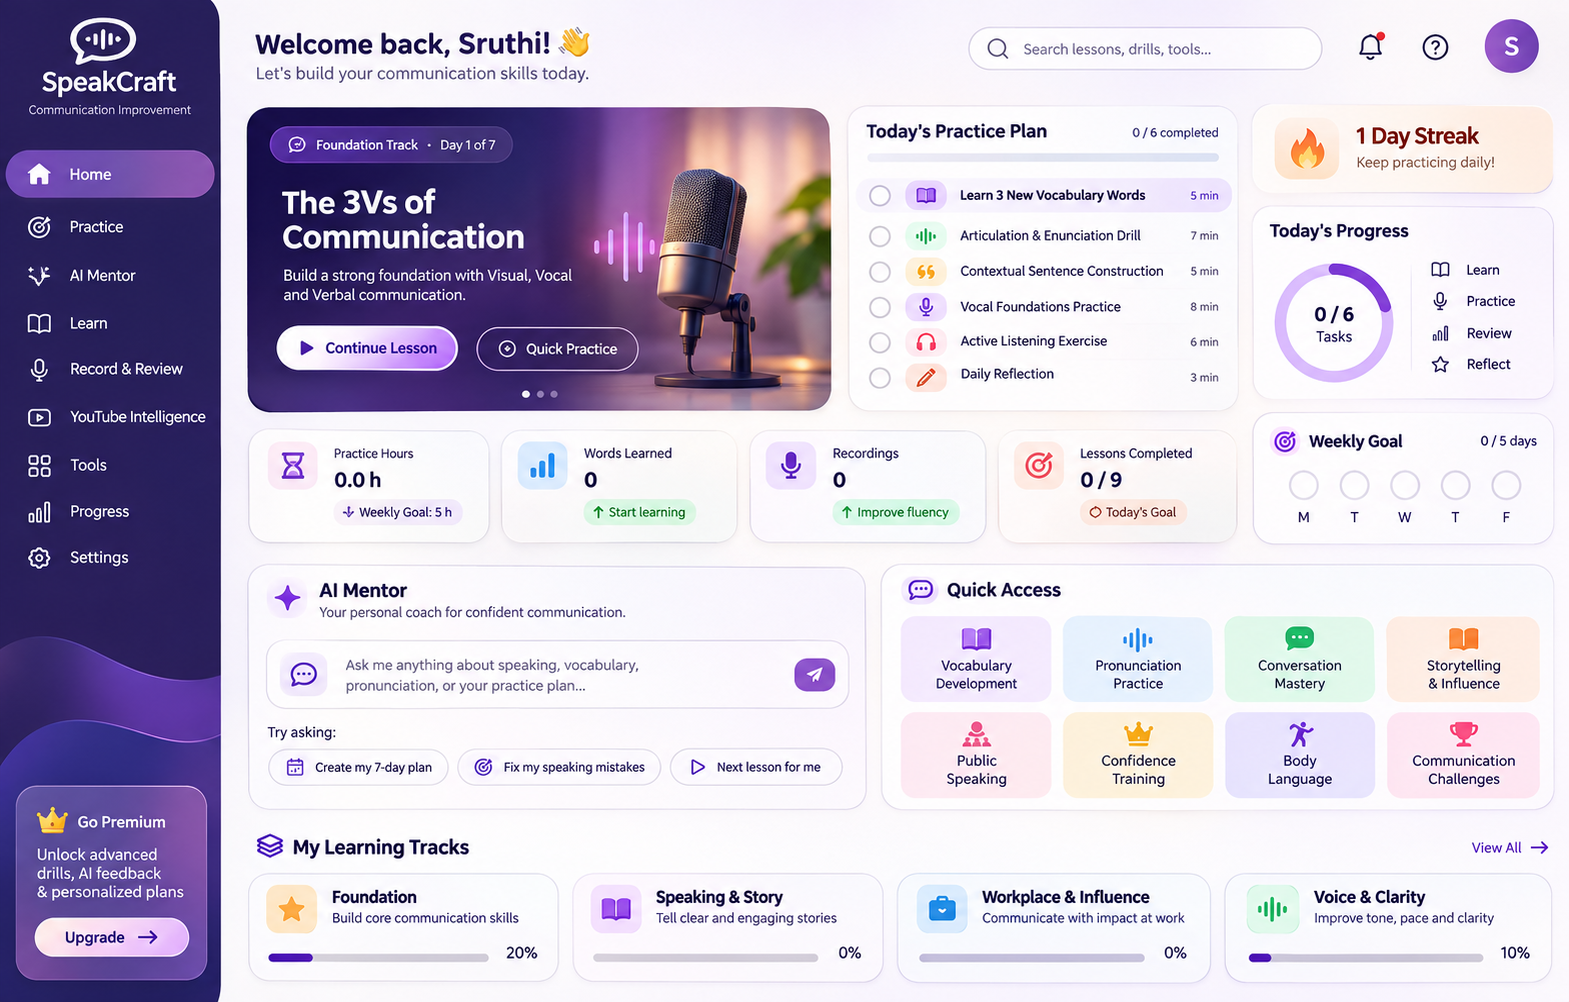 SpeakCraft
Communication Improvement
Home
Practice
AI Mentor
Learn
Record & Review
YouTube Intelligence
Tools
Progress
Settings
Go Premium
Unlock advanced
drills, AI feedback
& personalized plans
Upgrade
Welcome back, Sruthi! 👋
Let's build your communication skills today.
Search lessons, drills, tools...
S
Foundation Track • Day 1 of 7
The 3Vs of
Communication
Build a strong foundation with Visual, Vocal
and Verbal communication.
Continue Lesson
Quick Practice
Today's Practice Plan
0 / 6 completed
Learn 3 New Vocabulary Words 5 min
Articulation & Enunciation Drill 7 min
Contextual Sentence Construction 5 min
Vocal Foundations Practice 8 min
Active Listening Exercise 6 min
Daily Reflection 3 min
1 Day Streak
Keep practicing daily!
Today's Progress
0 / 6
Tasks
Learn
Practice
Review
Reflect
Practice Hours
0.0 h
Weekly Goal: 5 h
Words Learned
0
↑ Start learning
Recordings
0
↑ Improve fluency
Lessons Completed
0 / 9
Today's Goal
Weekly Goal
0 / 5 days
M T W T F
AI Mentor
Your personal coach for confident communication.
Ask me anything about speaking, vocabulary,
pronunciation, or your practice plan...
Try asking:
Create my 7-day plan
Fix my speaking mistakes
Next lesson for me
Quick Access
Vocabulary
Development
Pronunciation
Practice
Conversation
Mastery
Storytelling
& Influence
Public
Speaking
Confidence
Training
Body
Language
Communication
Challenges
My Learning Tracks
View All →
Foundation
Build core communication skills
20%
Speaking & Story
Tell clear and engaging stories
0%
Workplace & Influence
Communicate with impact at work
0%
Voice & Clarity
Improve tone, pace and clarity
10%